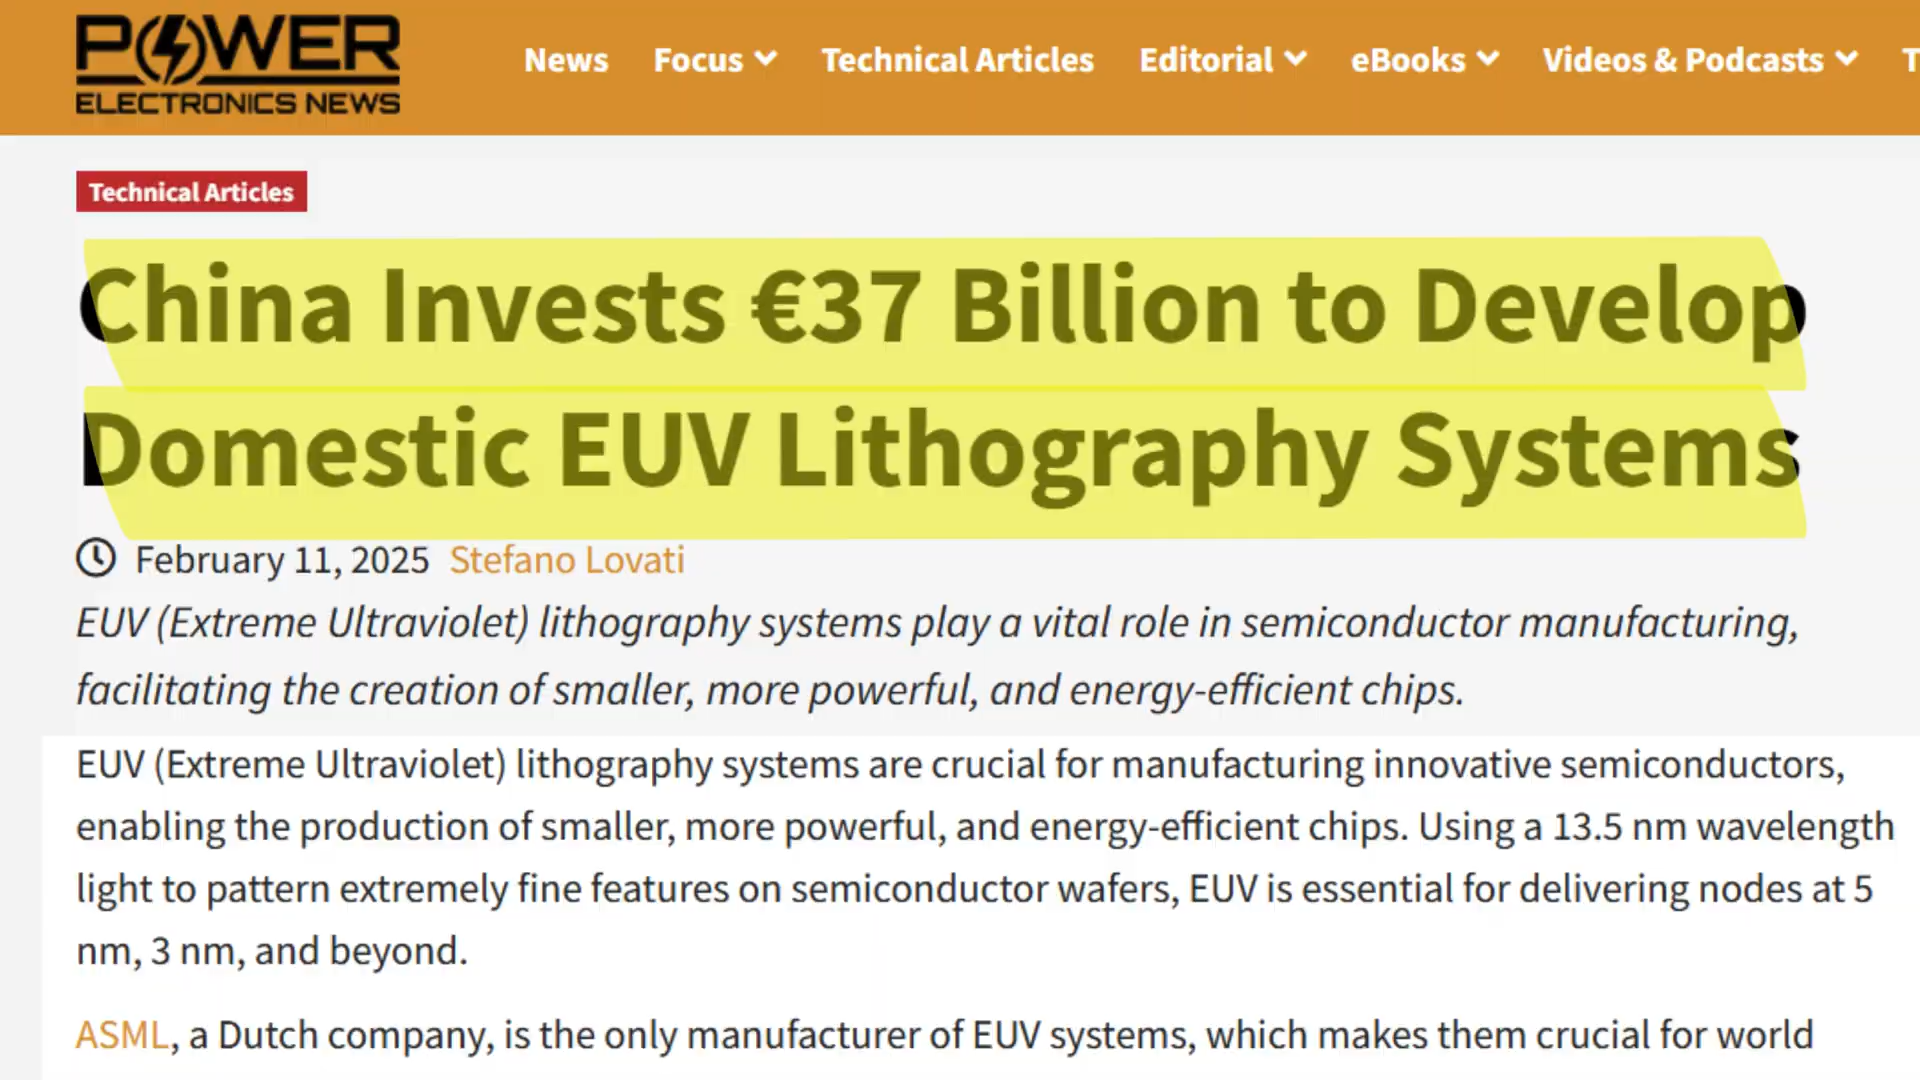 POWER
ELECTRONICS NEWS
News Focus Technical Articles Editorial eBooks Videos & Podcasts T
Technical Articles
China Invests €37 Billion to Develop
Domestic EUV Lithography Systems
February 11, 2025 Stefano Lovati
EUV (Extreme Ultraviolet) lithography systems play a vital role in semiconductor manufacturing,
facilitating the creation of smaller, more powerful, and energy-efficient chips.
EUV (Extreme Ultraviolet) lithography systems are crucial for manufacturing innovative semiconductors,
enabling the production of smaller, more powerful, and energy-efficient chips. Using a 13.5 nm wavelength
light to pattern extremely fine features on semiconductor wafers, EUV is essential for delivering nodes at 5
nm, 3 nm, and beyond.
ASML, a Dutch company, is the only manufacturer of EUV systems, which makes them crucial for world